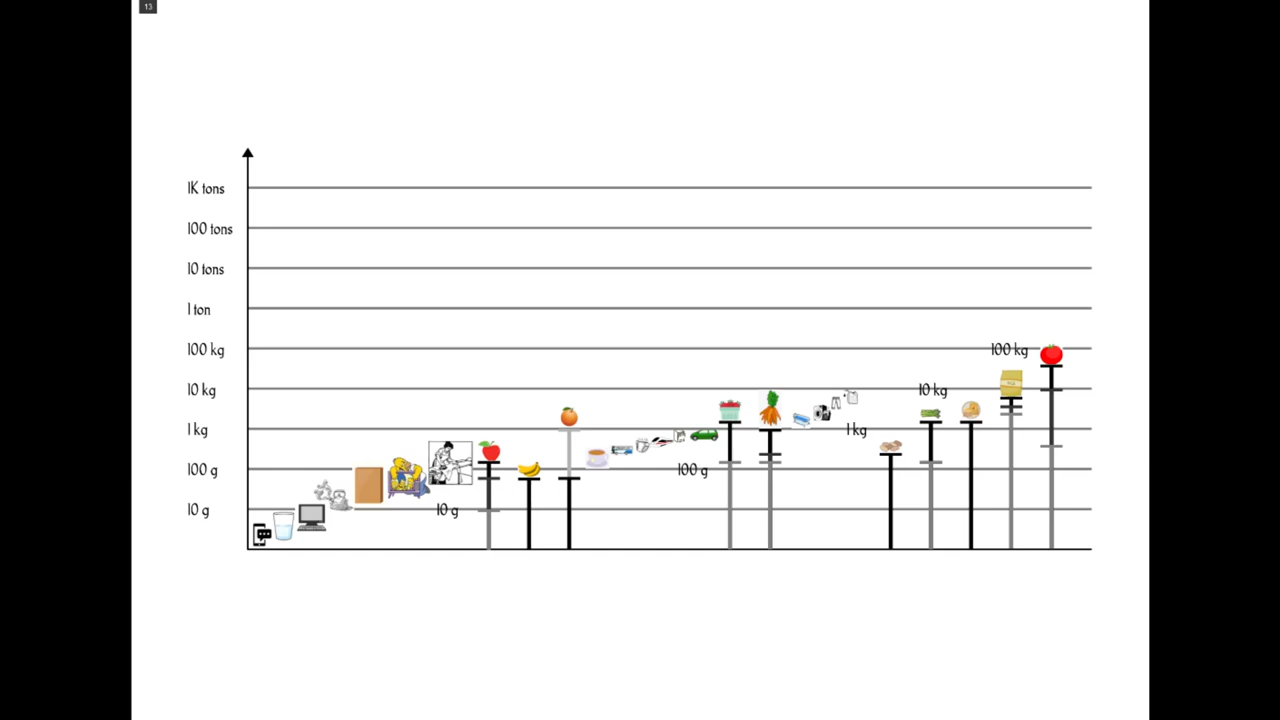 13
1K tons
100 tons
10 tons
1 ton
100 kg
100 kg
10 kg
10 kg
1 kg
1 kg
100 g
100 g
10 g
10 g